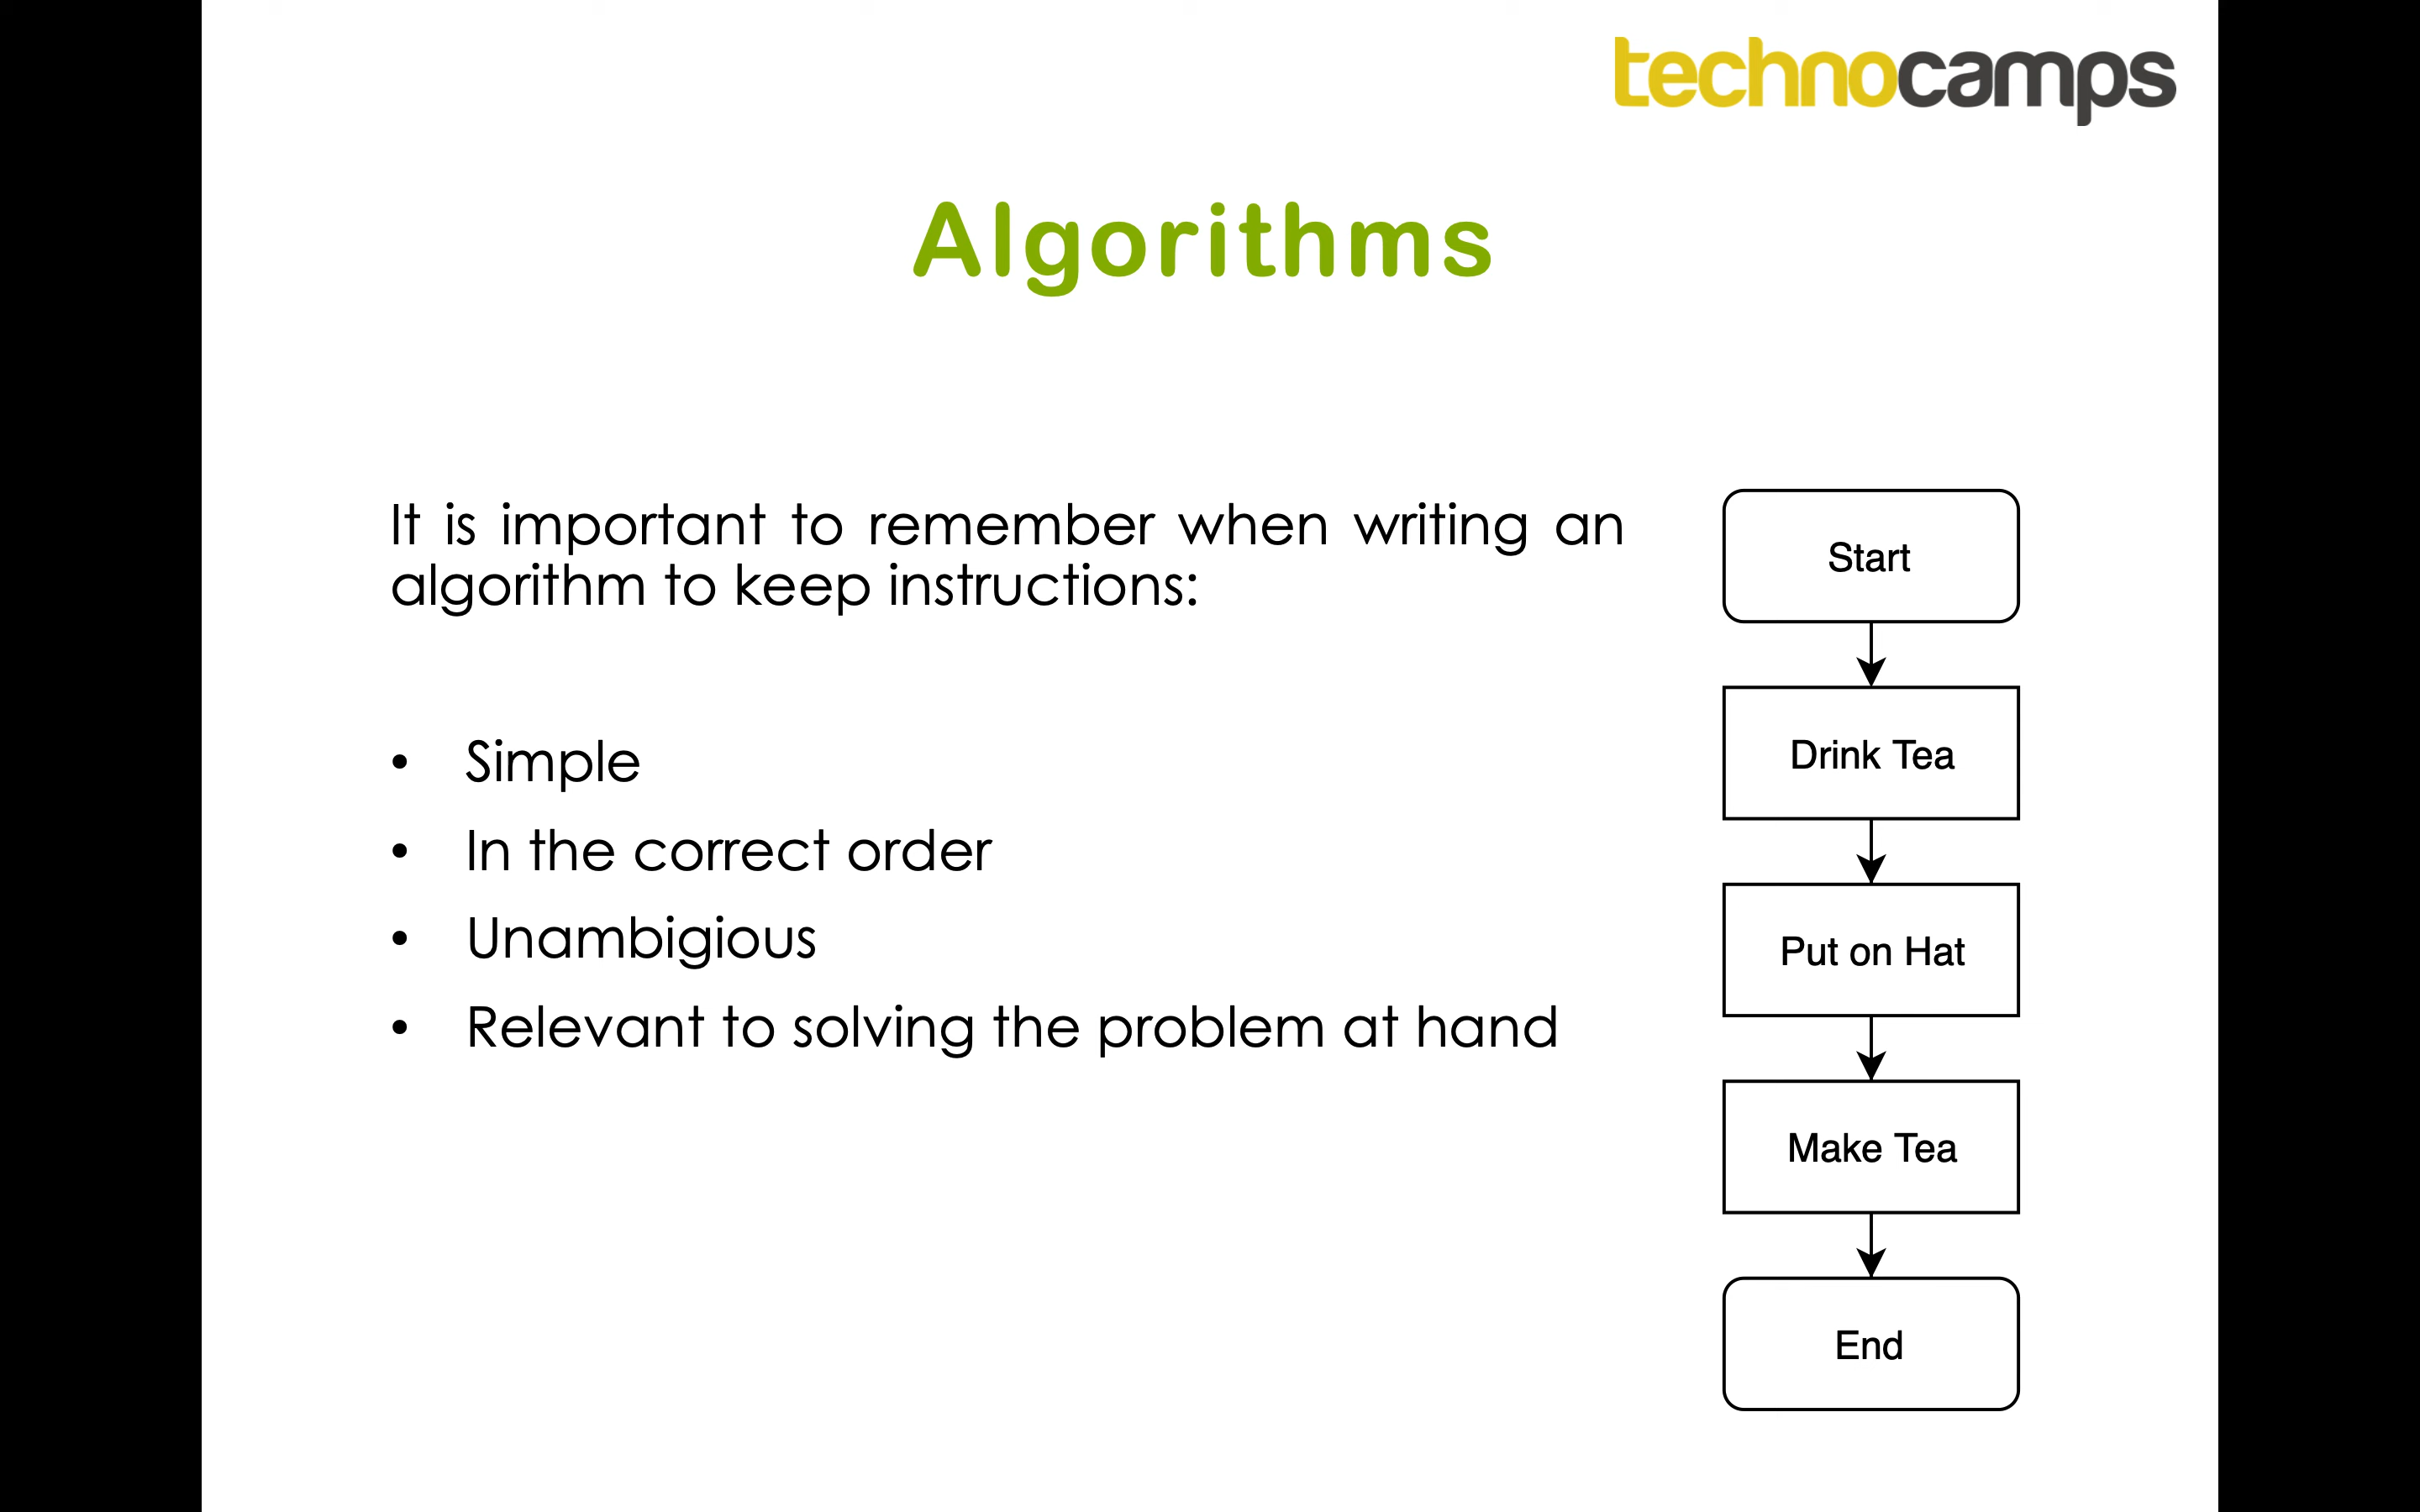 technocamps
Algorithms
It is important to remember when writing an
algorithm to keep instructions:
• Simple
• In the correct order
• Unambigious
• Relevant to solving the problem at hand
Start
Drink Tea
Put on Hat
Make Tea
End